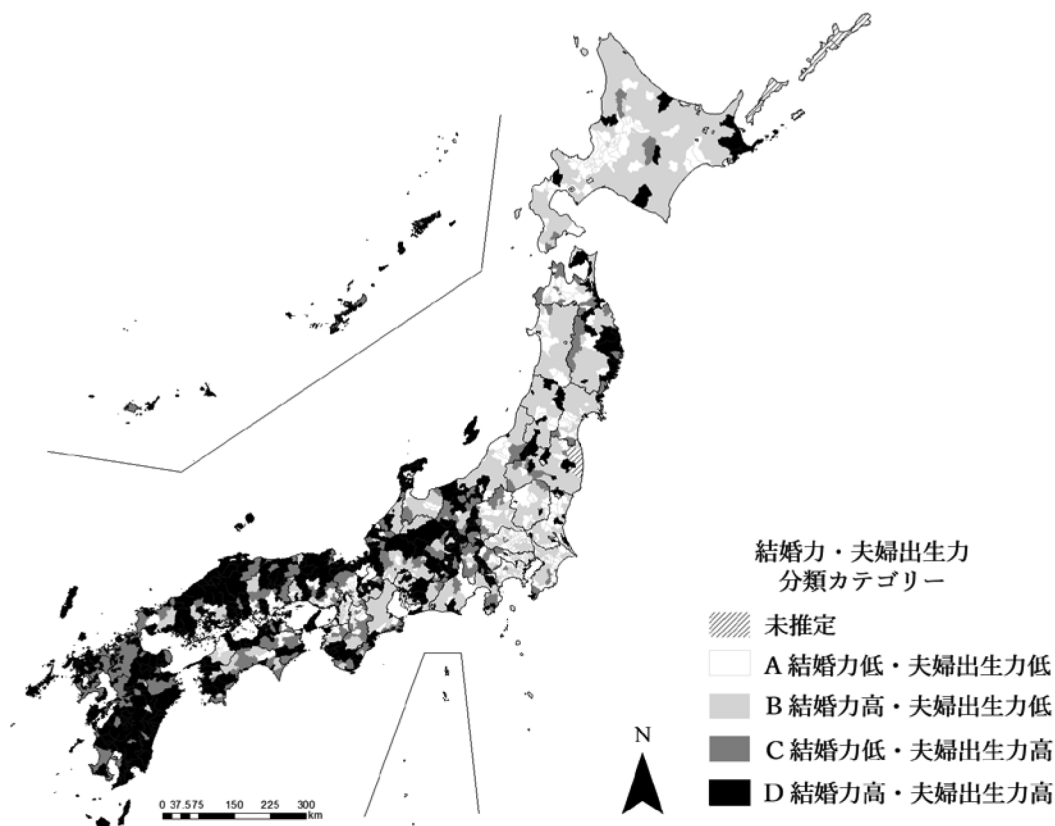 結婚力・夫婦出生力
分類カテゴリー
未推定
A 結婚力低・夫婦出生力低
B 結婚力高・夫婦出生力低
C 結婚力低・夫婦出生力高
D 結婚力高・夫婦出生力高
N
0 37.575 150 225 300
km